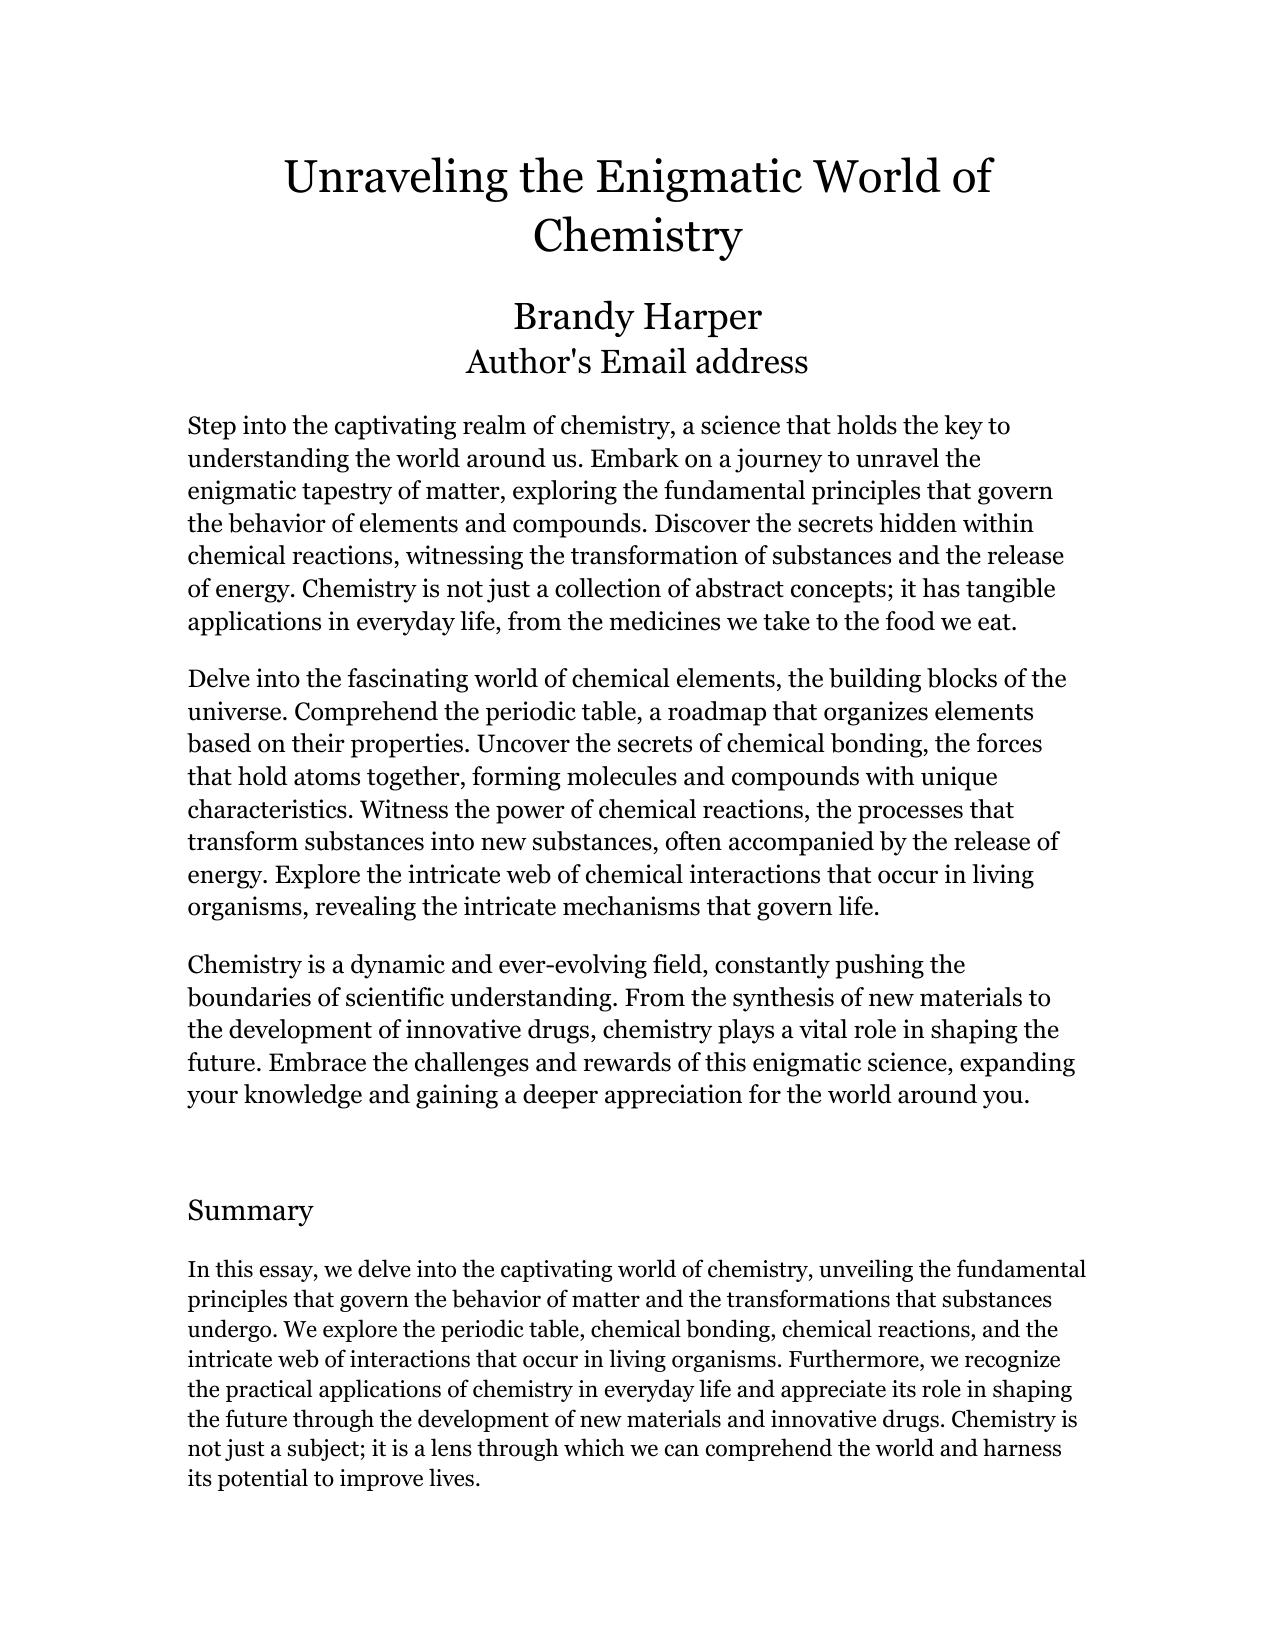 Unraveling the Enigmatic World of
Chemistry
Brandy Harper
Author's Email address
Step into the captivating realm of chemistry, a science that holds the key to
understanding the world around us. Embark on a journey to unravel the
enigmatic tapestry of matter, exploring the fundamental principles that govern
the behavior of elements and compounds. Discover the secrets hidden within
chemical reactions, witnessing the transformation of substances and the release
of energy. Chemistry is not just a collection of abstract concepts; it has tangible
applications in everyday life, from the medicines we take to the food we eat.
Delve into the fascinating world of chemical elements, the building blocks of the
universe. Comprehend the periodic table, a roadmap that organizes elements
based on their properties. Uncover the secrets of chemical bonding, the forces
that hold atoms together, forming molecules and compounds with unique
characteristics. Witness the power of chemical reactions, the processes that
transform substances into new substances, often accompanied by the release of
energy. Explore the intricate web of chemical interactions that occur in living
organisms, revealing the intricate mechanisms that govern life.
Chemistry is a dynamic and ever-evolving field, constantly pushing the
boundaries of scientific understanding. From the synthesis of new materials to
the development of innovative drugs, chemistry plays a vital role in shaping the
future. Embrace the challenges and rewards of this enigmatic science, expanding
your knowledge and gaining a deeper appreciation for the world around you.
Summary
In this essay, we delve into the captivating world of chemistry, unveiling the fundamental
principles that govern the behavior of matter and the transformations that substances
undergo. We explore the periodic table, chemical bonding, chemical reactions, and the
intricate web of interactions that occur in living organisms. Furthermore, we recognize
the practical applications of chemistry in everyday life and appreciate its role in shaping
the future through the development of new materials and innovative drugs. Chemistry is
not just a subject; it is a lens through which we can comprehend the world and harness
its potential to improve lives.